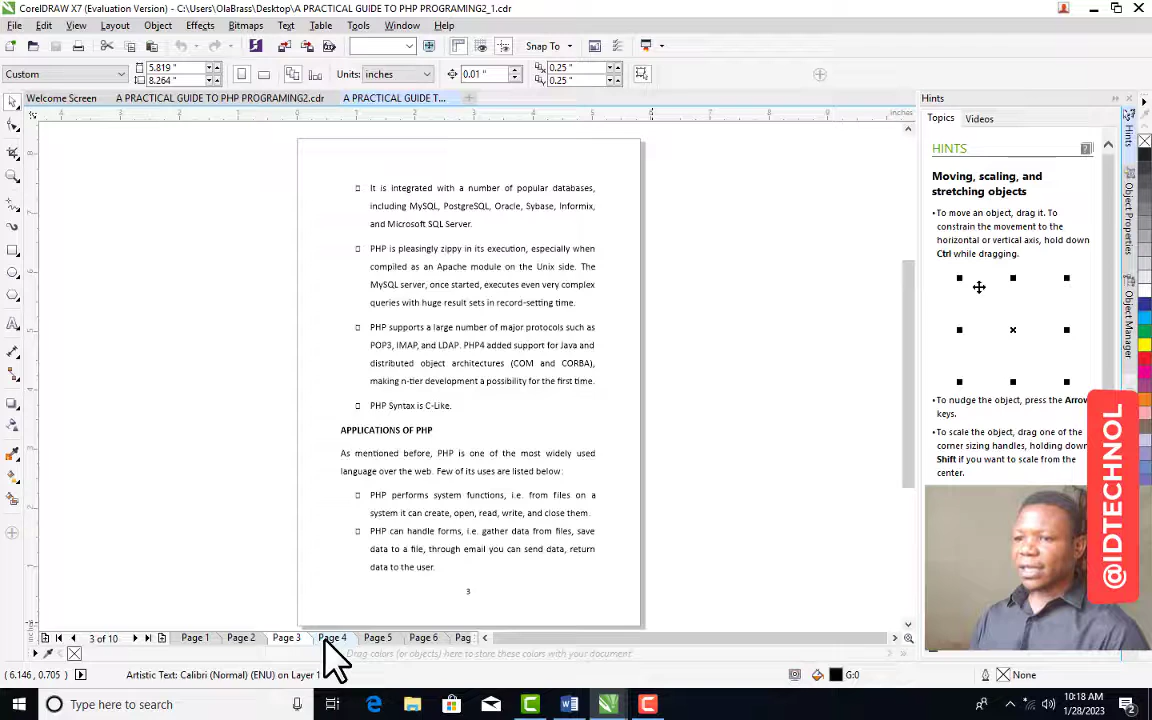 CorelDRAW X7 (Evaluation Version) - C:\Users\OlaBrass\Desktop\A PRACTICAL GUIDE TO PHP PROGRAMING2_1.cdr
File Edit View Layout Object Effects Bitmaps Text Table Tools Window Help
Snap To
Custom 5.819 " 8.264 " Units: inches 0.01 " 0.25 " 0.25 "
Welcome Screen A PRACTICAL GUIDE TO PHP PROGRAMING2.cdr A PRACTICAL GUIDE T...
inches
It is integrated with a number of popular databases,
including MySQL, PostgreSQL, Oracle, Sybase, Informix,
and Microsoft SQL Server.
PHP is pleasingly zippy in its execution, especially when
compiled as an Apache module on the Unix side. The
MySQL server, once started, executes even very complex
queries with huge result sets in record-setting time.
PHP supports a large number of major protocols such as
POP3, IMAP, and LDAP. PHP4 added support for Java and
distributed object architectures (COM and CORBA),
making n-tier development a possibility for the first time.
PHP Syntax is C-Like.
APPLICATIONS OF PHP
As mentioned before, PHP is one of the most widely used
language over the web. Few of its uses are listed below:
PHP performs system functions, i.e. from files on a
system it can create, open, read, write, and close them.
PHP can handle forms, i.e. gather data from files, save
data to a file, through email you can send data, return
data to the user.
3
Hints
Topics Videos
HINTS
Moving, scaling, and
stretching objects
•To move an object, drag it. To
constrain the movement to the
horizontal or vertical axis, hold down
Ctrl while dragging.
•To nudge the object, press the Arrow
keys.
•To scale the object, drag one of the
corner sizing handles, holding down
Shift if you want to scale from the
center.
Hints
Object Properties
Object Manager
@IDTECHNOL
3 of 10 Page 1 Page 2 Page 3 Page 4 Page 5 Page 6 Pag
Drag colors (or objects) here to store these colors with your document
(6.146, 0.705) Artistic Text: Calibri (Normal) (ENU) on Layer 1 G:0 None
Type here to search
10:18 AM
1/28/2023
2